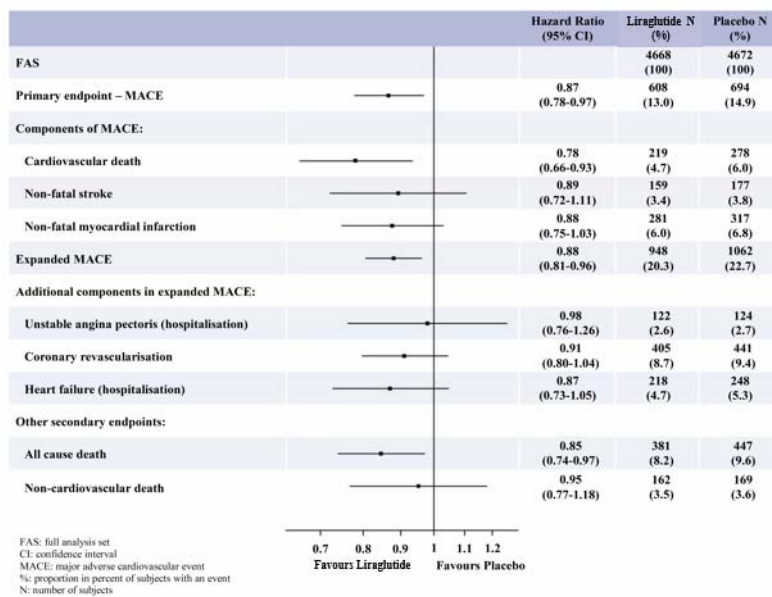 Hazard Ratio Liraglutide N Placebo N
(95% CI) (%) (%)
FAS 4668 4672
(100) (100)
Primary endpoint – MACE 0.87 608 694
(0.78-0.97) (13.0) (14.9)
Components of MACE:
Cardiovascular death 0.78 219 278
(0.66-0.93) (4.7) (6.0)
Non-fatal stroke 0.89 159 177
(0.72-1.11) (3.4) (3.8)
Non-fatal myocardial infarction 0.88 281 317
(0.75-1.03) (6.0) (6.8)
Expanded MACE 0.88 948 1062
(0.81-0.96) (20.3) (22.7)
Additional components in expanded MACE:
Unstable angina pectoris (hospitalisation) 0.98 122 124
(0.76-1.26) (2.6) (2.7)
Coronary revascularisation 0.91 405 441
(0.80-1.04) (8.7) (9.4)
Heart failure (hospitalisation) 0.87 218 248
(0.73-1.05) (4.7) (5.3)
Other secondary endpoints:
All cause death 0.85 381 447
(0.74-0.97) (8.2) (9.6)
Non-cardiovascular death 0.95 162 169
(0.77-1.18) (3.5) (3.6)
0.7 0.8 0.9 1 1.1 1.2
Favours Liraglutide Favours Placebo
FAS: full analysis set
CI: confidence interval
MACE: major adverse cardiovascular event
%: proportion in percent of subjects with an event
N: number of subjects